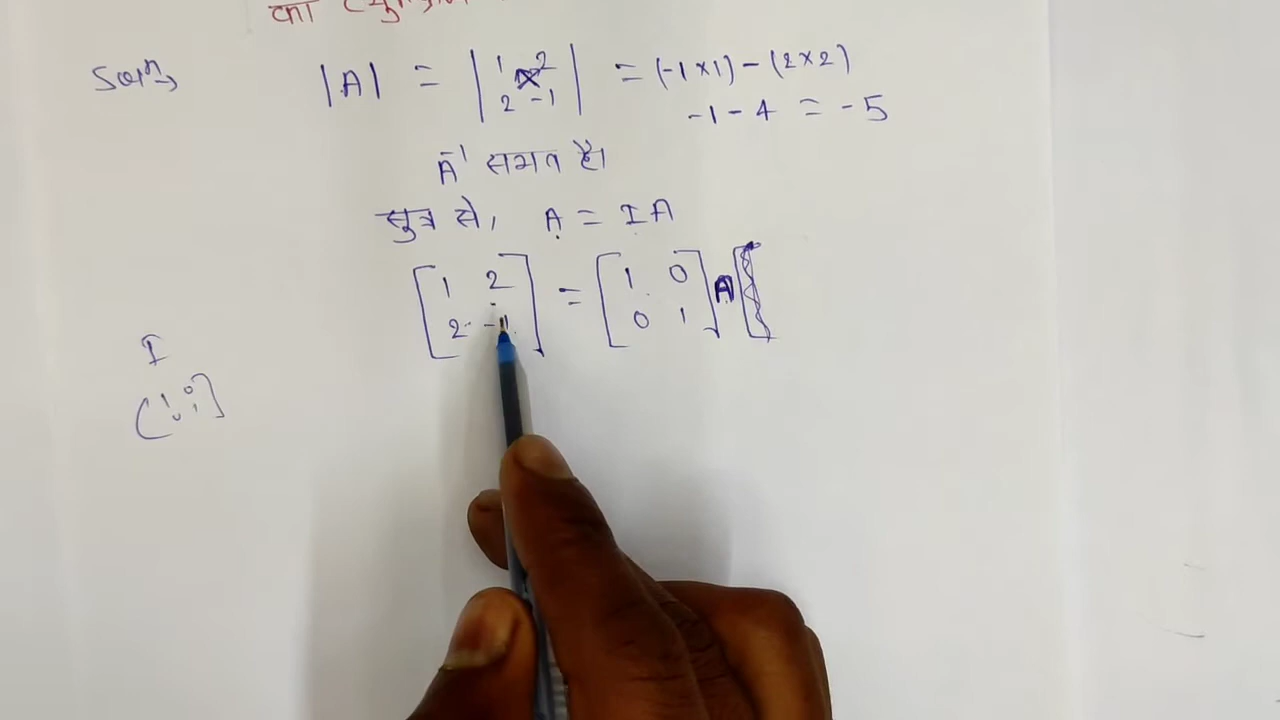 का
Solⁿ→ |A| = |1 2 2 -1| = (-1×1) - (2×2)
-1 - 4 = -5
A⁻¹ सभव है।
सुत्र से, A = IA
[1 2 2 -1] = [1 0 0 1] A
I
[1 0 0 1]